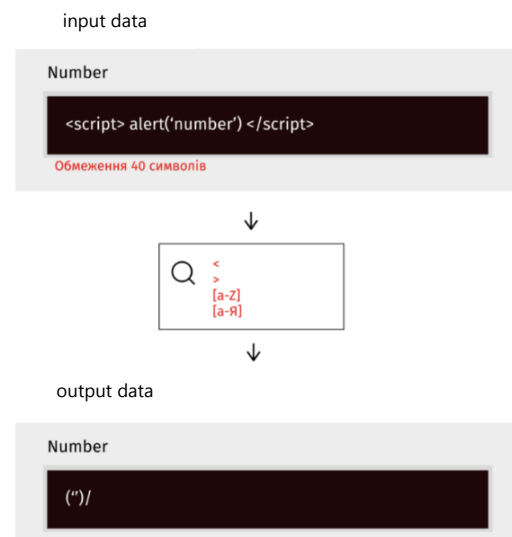 input data
Number
<script> alert(‘number’) </script>
Обмеження 40 символів
<
>
[a-Z]
[а-Я]
output data
Number
(‘’)/